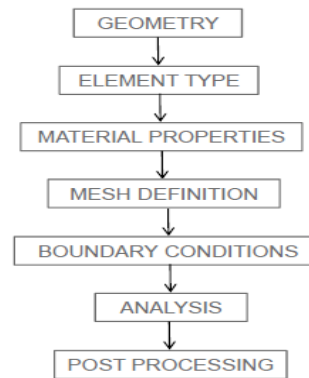 GEOMETRY
ELEMENT TYPE
MATERIAL PROPERTIES
MESH DEFINITION
BOUNDARY CONDITIONS
ANALYSIS
POST PROCESSING